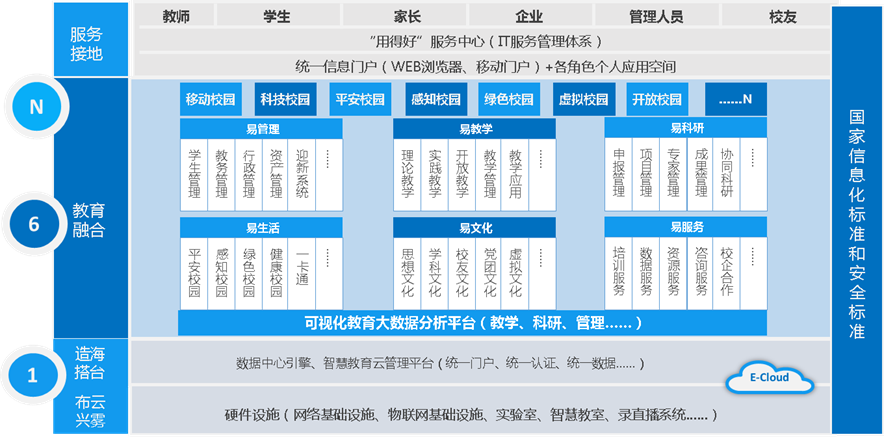 服务
接地
教师 学生 家长 企业 管理人员 校友
“用得好”服务中心（IT服务管理体系）
统一信息门户（WEB浏览器、移动门户）+各角色个人应用空间
N
6
教育
融合
移动校园 科技校园 平安校园 感知校园 绿色校园 虚拟校园 开放校园 ......N
易管理
学生管理
教务管理
行政管理
资产管理
迎新系统
......
易教学
理论教学
实践教学
开放教学
教学管理
教学应用
......
易科研
申报管理
项目管理
专家管理
成果管理
协同科研
......
易生活
平安校园
感知校园
绿色校园
健康校园
一卡通
......
易文化
思想文化
学科文化
校友文化
党团文化
虚拟文化
......
易服务
培训服务
数据服务
资源服务
咨询服务
校企合作
......
可视化教育大数据分析平台（教学、科研、管理......）
1
造海
搭台
数据中心引擎、智慧教育云管理平台（统一门户、统一认证、统一数据......）
E-Cloud
布云
兴雾
硬件设施（网络基础设施、物联网基础设施、实验室、智慧教室、录直播系统......）
国家信息化标准和安全标准